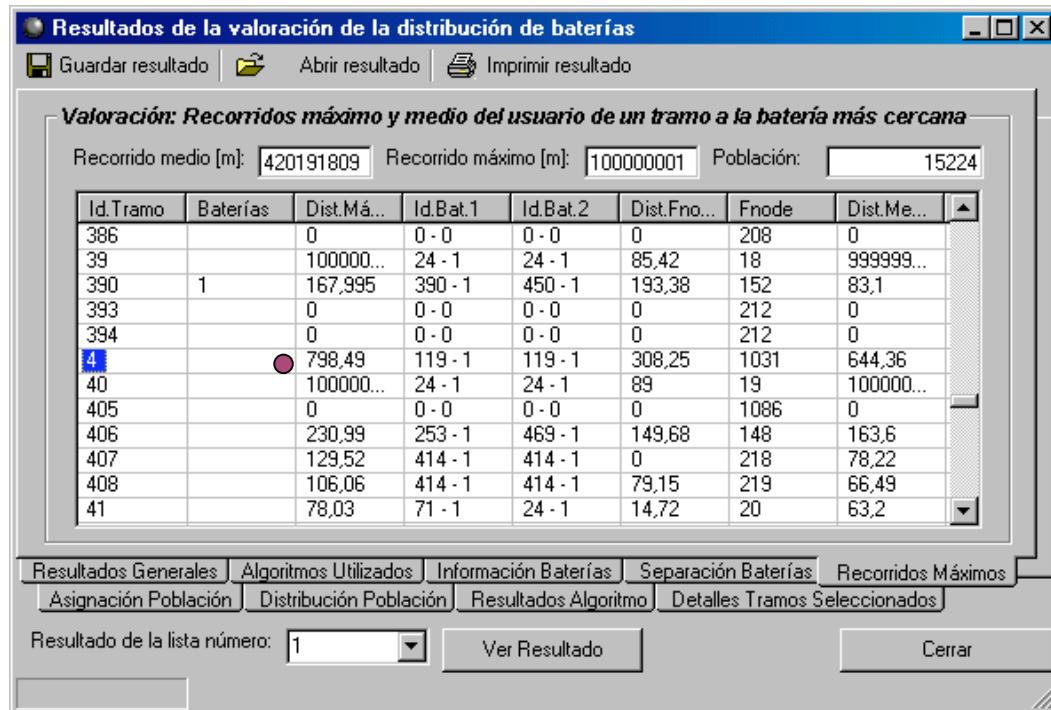 Resultados de la valoración de la distribución de baterías
Guardar resultado Abrir resultado Imprimir resultado
Valoración: Recorridos máximo y medio del usuario de un tramo a la batería más cercana
Recorrido medio [m]: 420191809 Recorrido máximo [m]: 100000001 Población: 15224
Id.Tramo Baterías Dist.Má... Id.Bat.1 Id.Bat.2 Dist.Fno... Fnode Dist.Me...
386 0 0 - 0 0 - 0 0 208 0
39 100000... 24 - 1 24 - 1 85,42 18 999999...
390 1 167,995 390 - 1 450 - 1 193,38 152 83,1
393 0 0 - 0 0 - 0 0 212 0
394 0 0 - 0 0 - 0 0 212 0
4 798,49 119 - 1 119 - 1 308,25 1031 644,36
40 100000... 24 - 1 24 - 1 89 19 100000...
405 0 0 - 0 0 - 0 0 1086 0
406 230,99 253 - 1 469 - 1 149,68 148 163,6
407 129,52 414 - 1 414 - 1 0 218 78,22
408 106,06 414 - 1 414 - 1 79,15 219 66,49
41 78,03 71 - 1 24 - 1 14,72 20 63,2
Resultados Generales Algoritmos Utilizados Información Baterías Separación Baterías Recorridos Máximos
Asignación Población Distribución Población Resultados Algoritmo Detalles Tramos Seleccionados
Resultado de la lista número: 1 Ver Resultado Cerrar